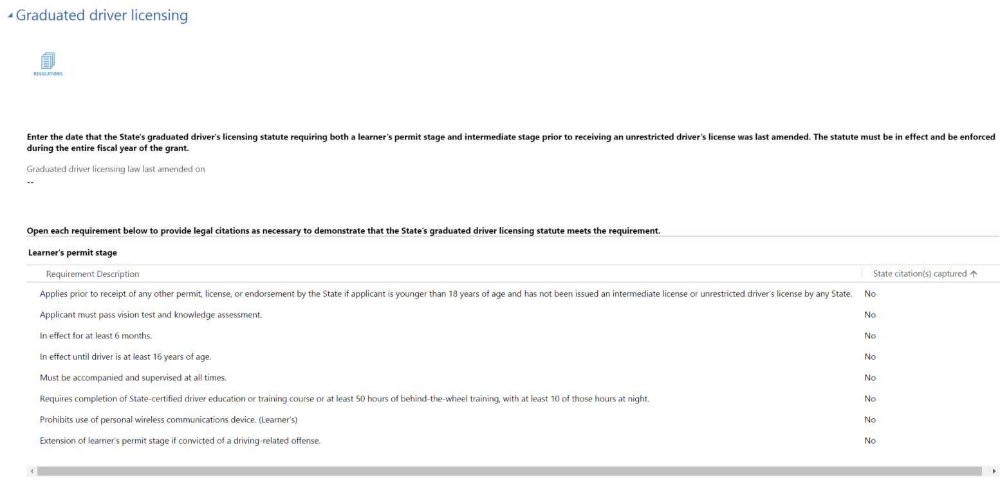 Graduated driver licensing
REGULATIONS
Enter the date that the State's graduated driver's licensing statute requiring both a learner's permit stage and intermediate stage prior to receiving an unrestricted driver's license was last amended. The statute must be in effect and be enforced
during the entire fiscal year of the grant.
Graduated driver licensing law last amended on
--
Open each requirement below to provide legal citations as necessary to demonstrate that the State's graduated driver licensing statute meets the requirement.
Learner's permit stage
Requirement Description State citation(s) captured ↑
Applies prior to receipt of any other permit, license, or endorsement by the State if applicant is younger than 18 years of age and has not been issued an intermediate license or unrestricted driver's license by any State. No
Applicant must pass vision test and knowledge assessment. No
In effect for at least 6 months. No
In effect until driver is at least 16 years of age. No
Must be accompanied and supervised at all times. No
Requires completion of State-certified driver education or training course or at least 50 hours of behind-the-wheel training, with at least 10 of those hours at night. No
Prohibits use of personal wireless communications device. (Learner's) No
Extension of learner's permit stage if convicted of a driving-related offense. No